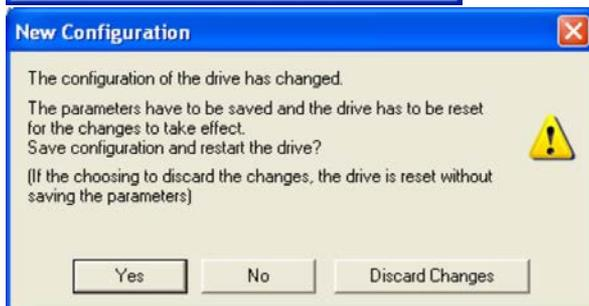 New Configuration
The configuration of the drive has changed.
The parameters have to be saved and the drive has to be reset
for the changes to take effect.
Save configuration and restart the drive?
(If the choosing to discard the changes, the drive is reset without
saving the parameters)
Yes
No
Discard Changes